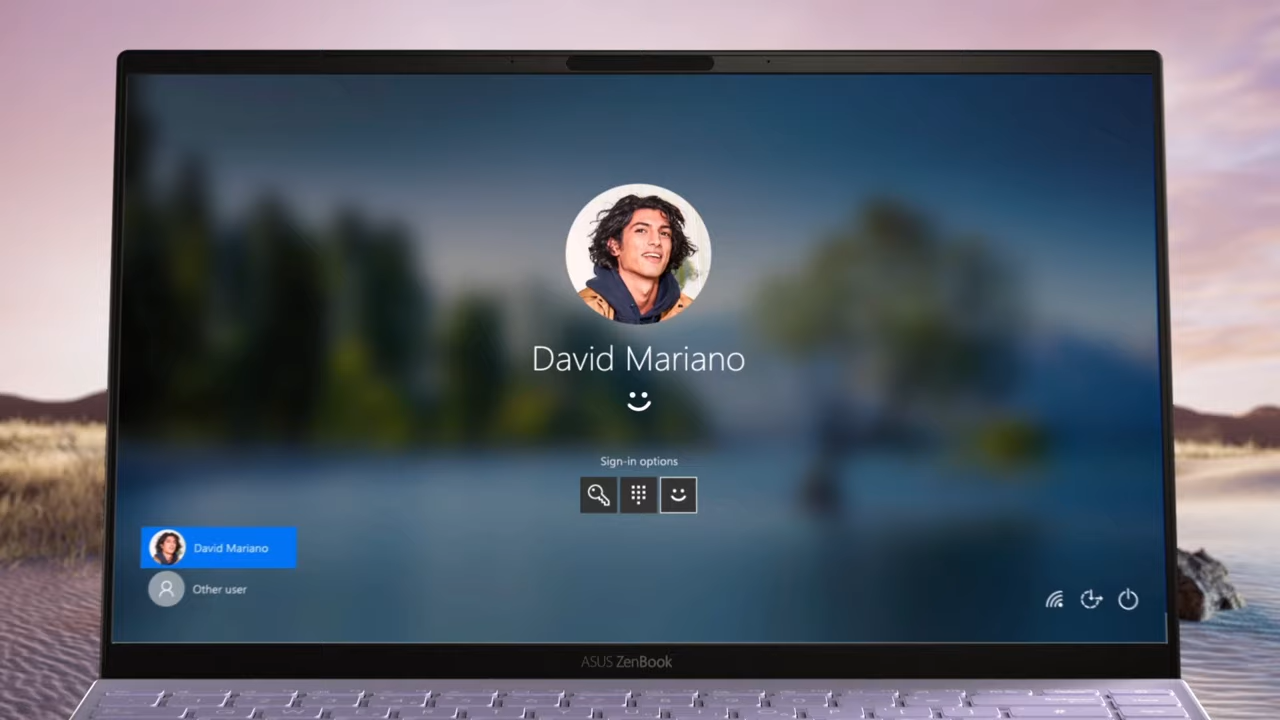 David Mariano
Sign-in options
David Mariano
Other user
ASUS ZenBook